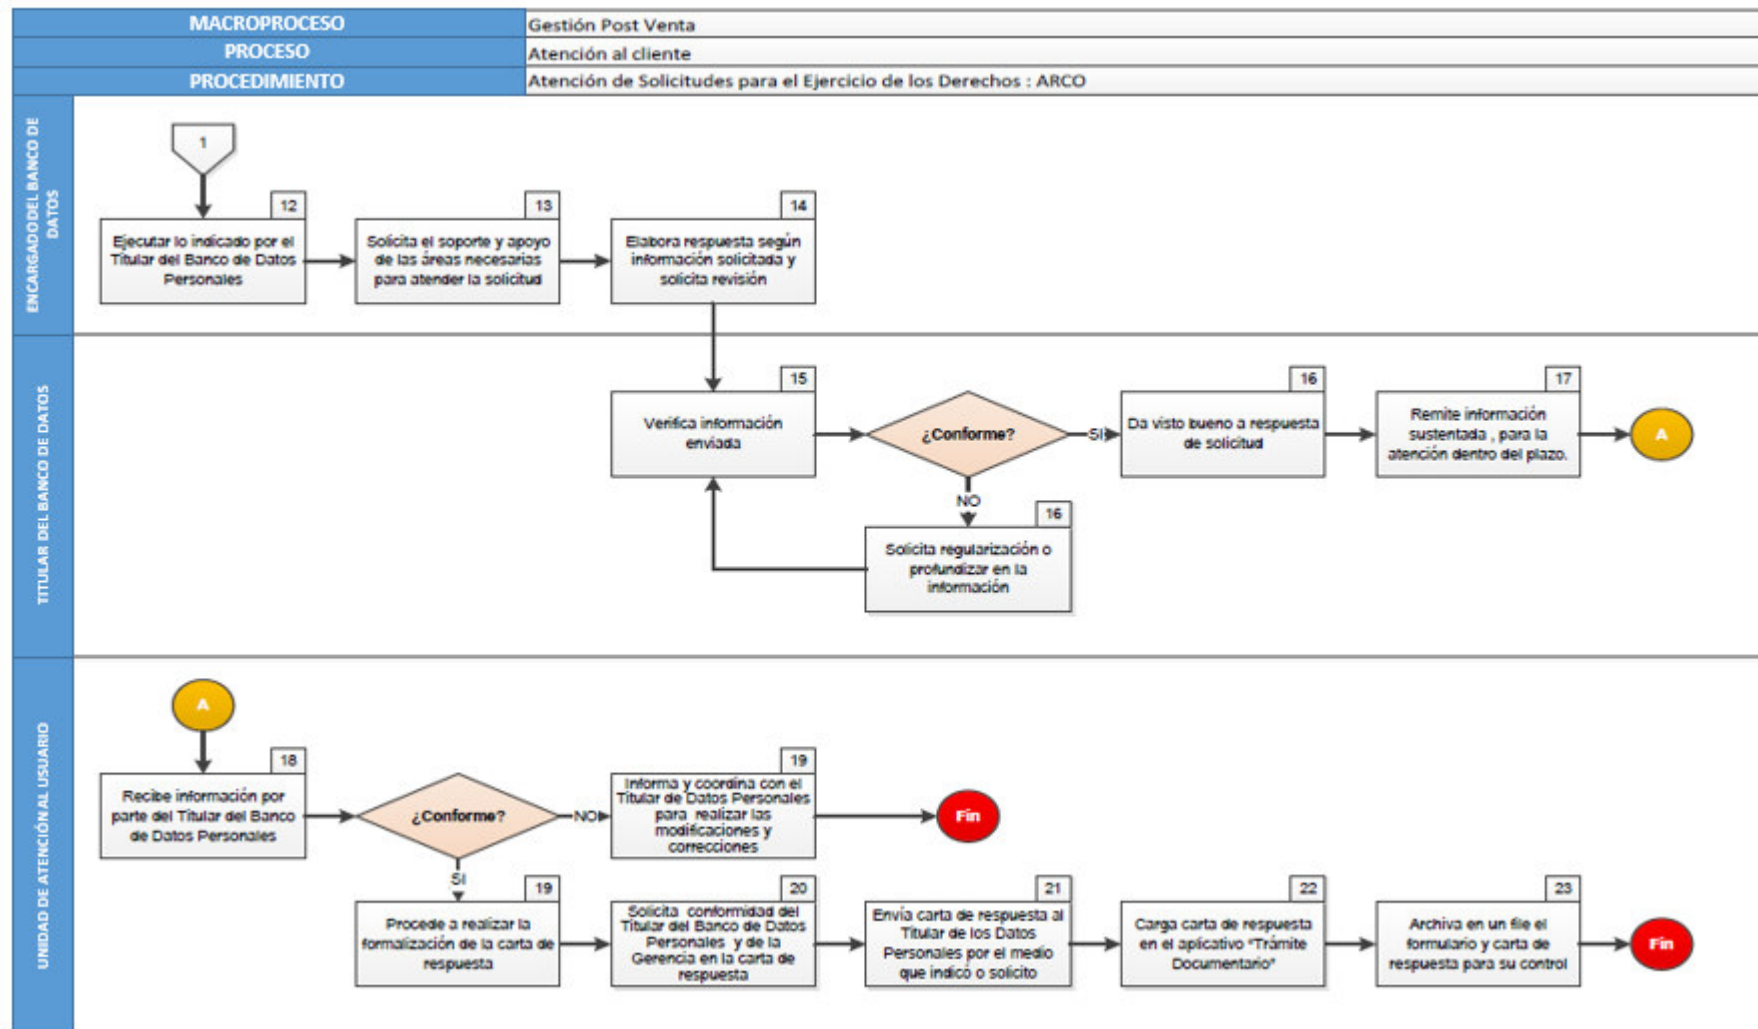 MACROPROCESO
Gestión Post Venta
PROCESO
Atención al cliente
PROCEDIMIENTO
Atención de Solicitudes para el Ejercicio de los Derechos : ARCO
ENCARGADO DEL BANCO DE
DATOS
1
12
Ejecutar lo indicado por el
Titular del Banco de Datos
Personales
13
Solicita el soporte y apoyo
de las áreas necesarias
para atender la solicitud
14
Elabora respuesta según
información solicitada y
solicita revisión
TITULAR DEL BANCO DE DATOS
15
Verifica información
enviada
¿Conforme?
SI
16
Da visto bueno a respuesta
de solicitud
17
Remite información
sustentada , para la
atención dentro del plazo.
A
NO
16
Solicita regularización o
profundizar en la
información
UNIDAD DE ATENCIÓN AL USUARIO
A
18
Recibe información por
parte del Titular del Banco
de Datos Personales
¿Conforme?
NO
19
Informa y coordina con el
Titular de Datos Personales
para realizar las
modificaciones y
correcciones
Fin
SI
19
Procede a realizar la
formalización de la carta de
respuesta
20
Solicita conformidad del
Titular del Banco de Datos
Personales y de la
Gerencia en la carta de
respuesta
21
Envía carta de respuesta al
Titular de los Datos
Personales por el medio
que indicó o solicito
22
Carga carta de respuesta
en el aplicativo "Trámite
Documentario"
23
Archiva en un file el
formulario y carta de
respuesta para su control
Fin